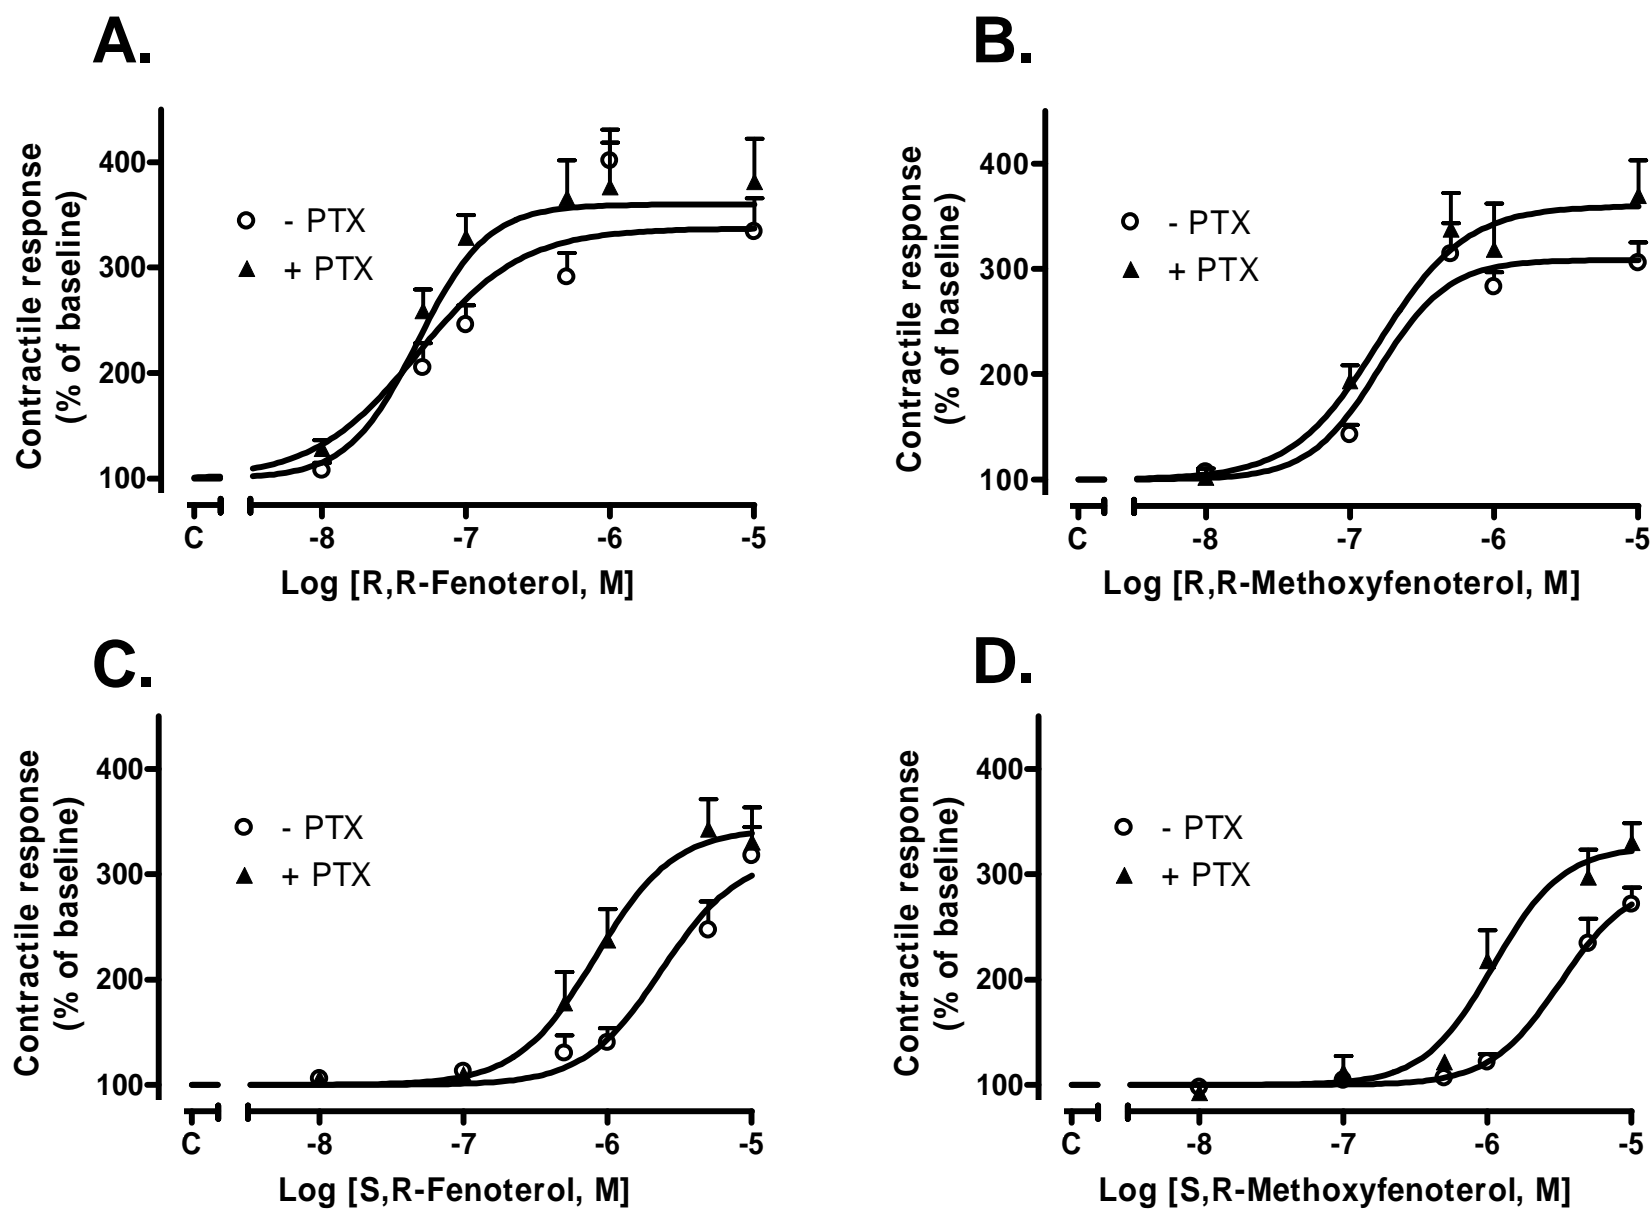 A.
Contractile response
(% of baseline)
400
300
200
100
- PTX
+ PTX
C
-8
-7
-6
-5
Log [R,R-Fenoterol, M]
B.
Contractile response
(% of baseline)
400
300
200
100
- PTX
+ PTX
C
-8
-7
-6
-5
Log [R,R-Methoxyfenoterol, M]
C.
Contractile response
(% of baseline)
400
300
200
100
- PTX
+ PTX
C
-8
-7
-6
-5
Log [S,R-Fenoterol, M]
D.
Contractile response
(% of baseline)
400
300
200
100
- PTX
+ PTX
C
-8
-7
-6
-5
Log [S,R-Methoxyfenoterol, M]